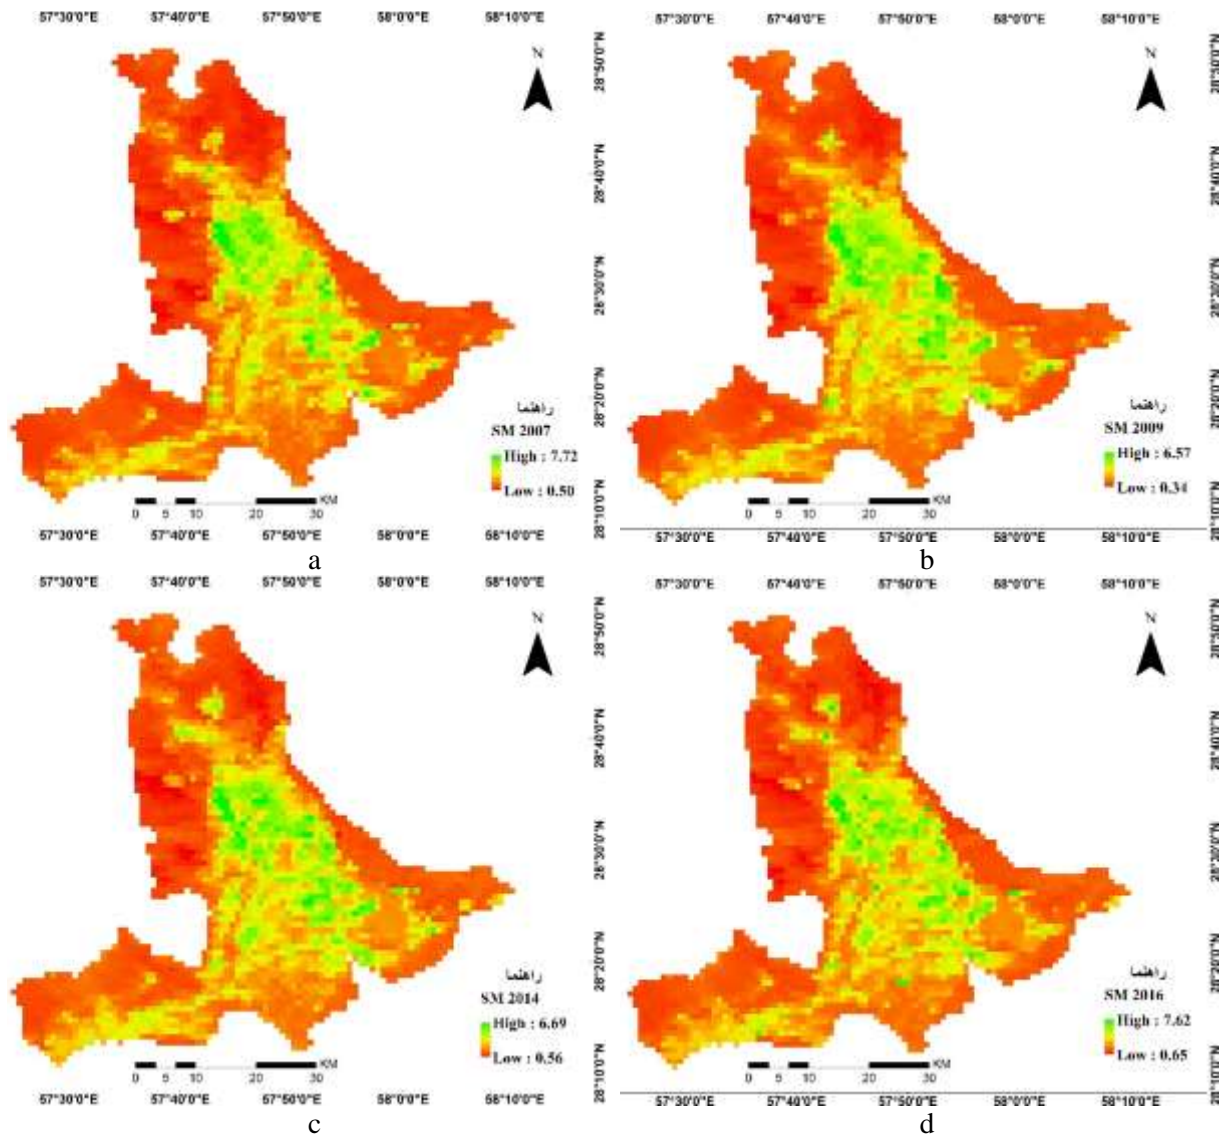 57°30'0"E 57°40'0"E 57°50'0"E 58°0'0"E 58°10'0"E
28°50'0"N
28°40'0"N
28°30'0"N
28°20'0"N
28°10'0"N
N
راهنما
SM 2007
High : 7.72
Low : 0.50
KM
0 5 10 20 30
57°30'0"E 57°40'0"E 57°50'0"E 58°0'0"E 58°10'0"E
a
57°30'0"E 57°40'0"E 57°50'0"E 58°0'0"E 58°10'0"E
28°50'0"N
28°40'0"N
28°30'0"N
28°20'0"N
28°10'0"N
N
راهنما
SM 2009
High : 6.57
Low : 0.34
KM
0 5 10 20 30
57°30'0"E 57°40'0"E 57°50'0"E 58°0'0"E 58°10'0"E
b
57°30'0"E 57°40'0"E 57°50'0"E 58°0'0"E 58°10'0"E
28°50'0"N
28°40'0"N
28°30'0"N
28°20'0"N
28°10'0"N
N
راهنما
SM 2014
High : 6.69
Low : 0.56
KM
0 5 10 20 30
57°30'0"E 57°40'0"E 57°50'0"E 58°0'0"E 58°10'0"E
c
57°30'0"E 57°40'0"E 57°50'0"E 58°0'0"E 58°10'0"E
28°50'0"N
28°40'0"N
28°30'0"N
28°20'0"N
28°10'0"N
N
راهنما
SM 2016
High : 7.62
Low : 0.65
KM
0 5 10 20 30
57°30'0"E 57°40'0"E 57°50'0"E 58°0'0"E 58°10'0"E
d